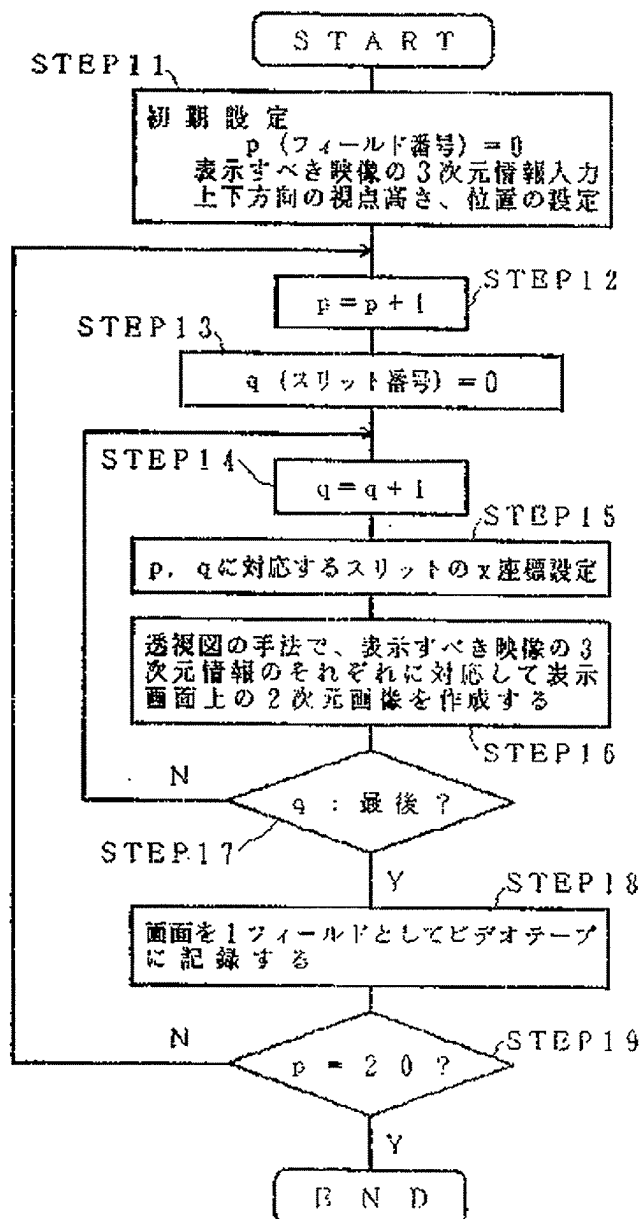 START
STEP11
初期設定
p (フィールド番号)=0
表示すべき映像の3次元情報入力
上下方向の視点高さ、位置の設定
STEP12
p=p+1
STEP13
q (スリット番号)=0
STEP14
q=q+1
STEP15
p, qに対応するスリットのx座標設定
透視図の手法で、表示すべき映像の3
次元情報のそれぞれに対応して表示
画面上の2次元画像を作成する
STEP16
N
q : 最後?
STEP17
Y
STEP18
画面を1フィールドとしてビデオテープ
に記録する
N
p = 20?
STEP19
Y
END